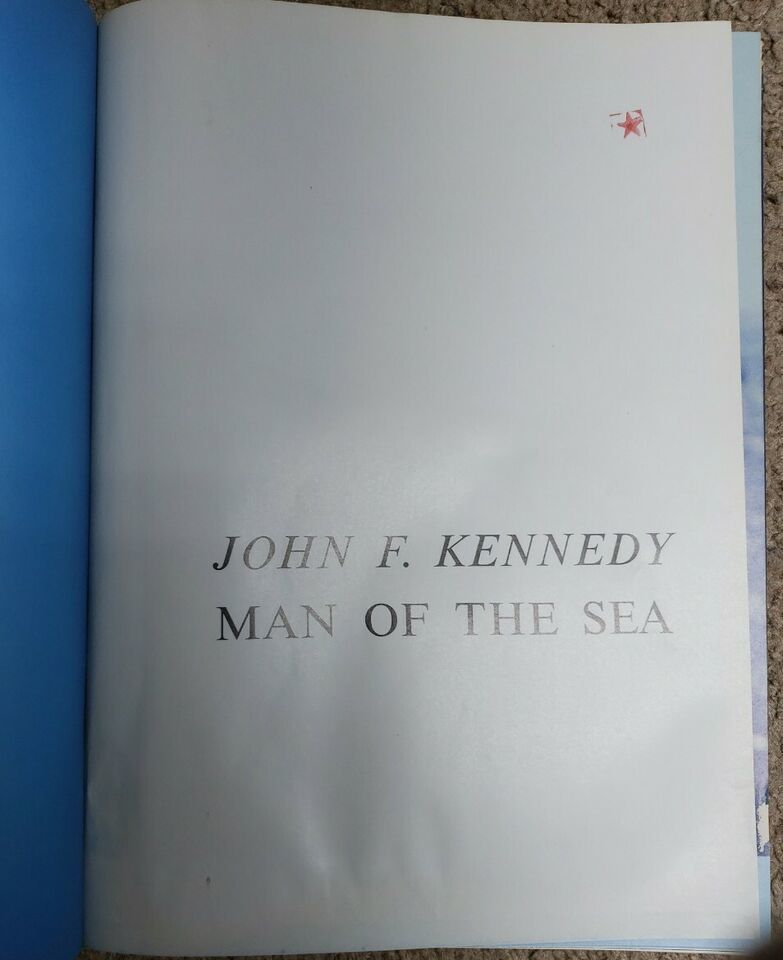 JOHN F. KENNEDY
MAN OF THE SEA